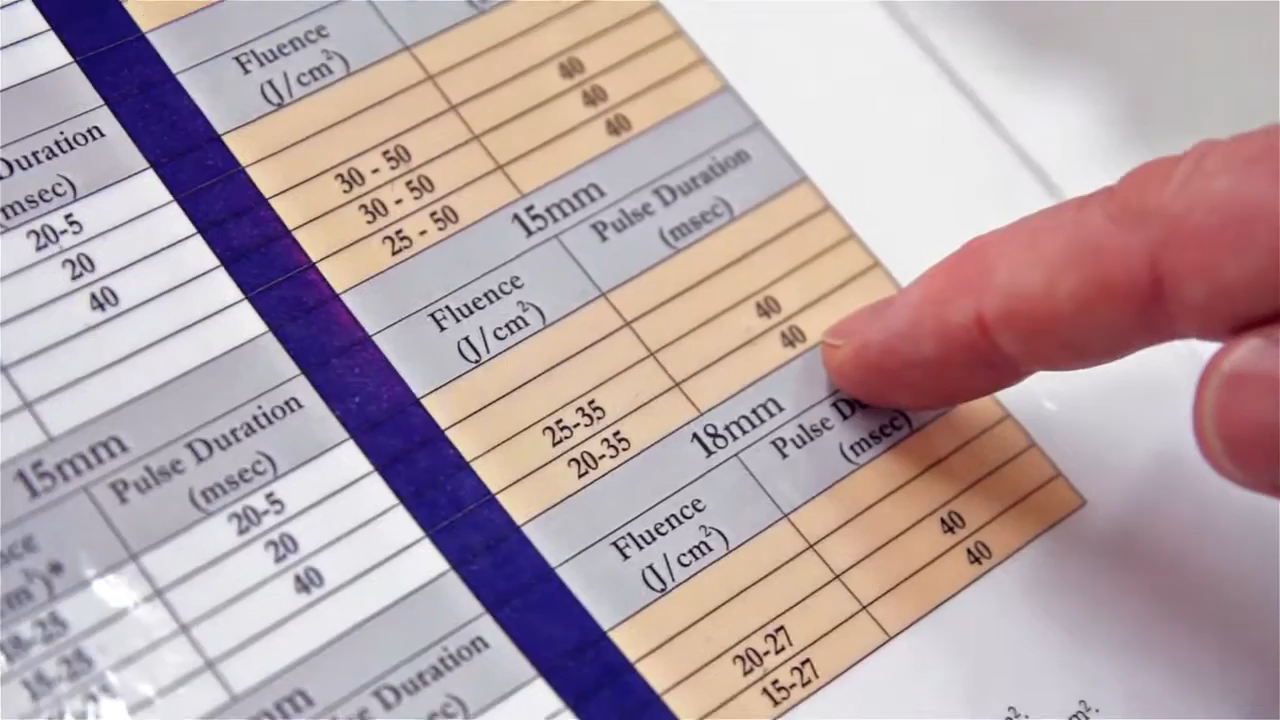 Duration
(msec)
20-5
20
40
15mm
Pulse Duration
(msec)
20-5
20
40
18-25
Duration
Fluence
(J/cm²)
40
40
40
30 - 50
30 - 50
25 - 50
15mm
Fluence
(J/cm²)
Pulse Duration
(msec)
40
40
25-35
20-35
18mm
Fluence
(J/cm²)
Pulse
(msec)
40
40
20-27
15-27